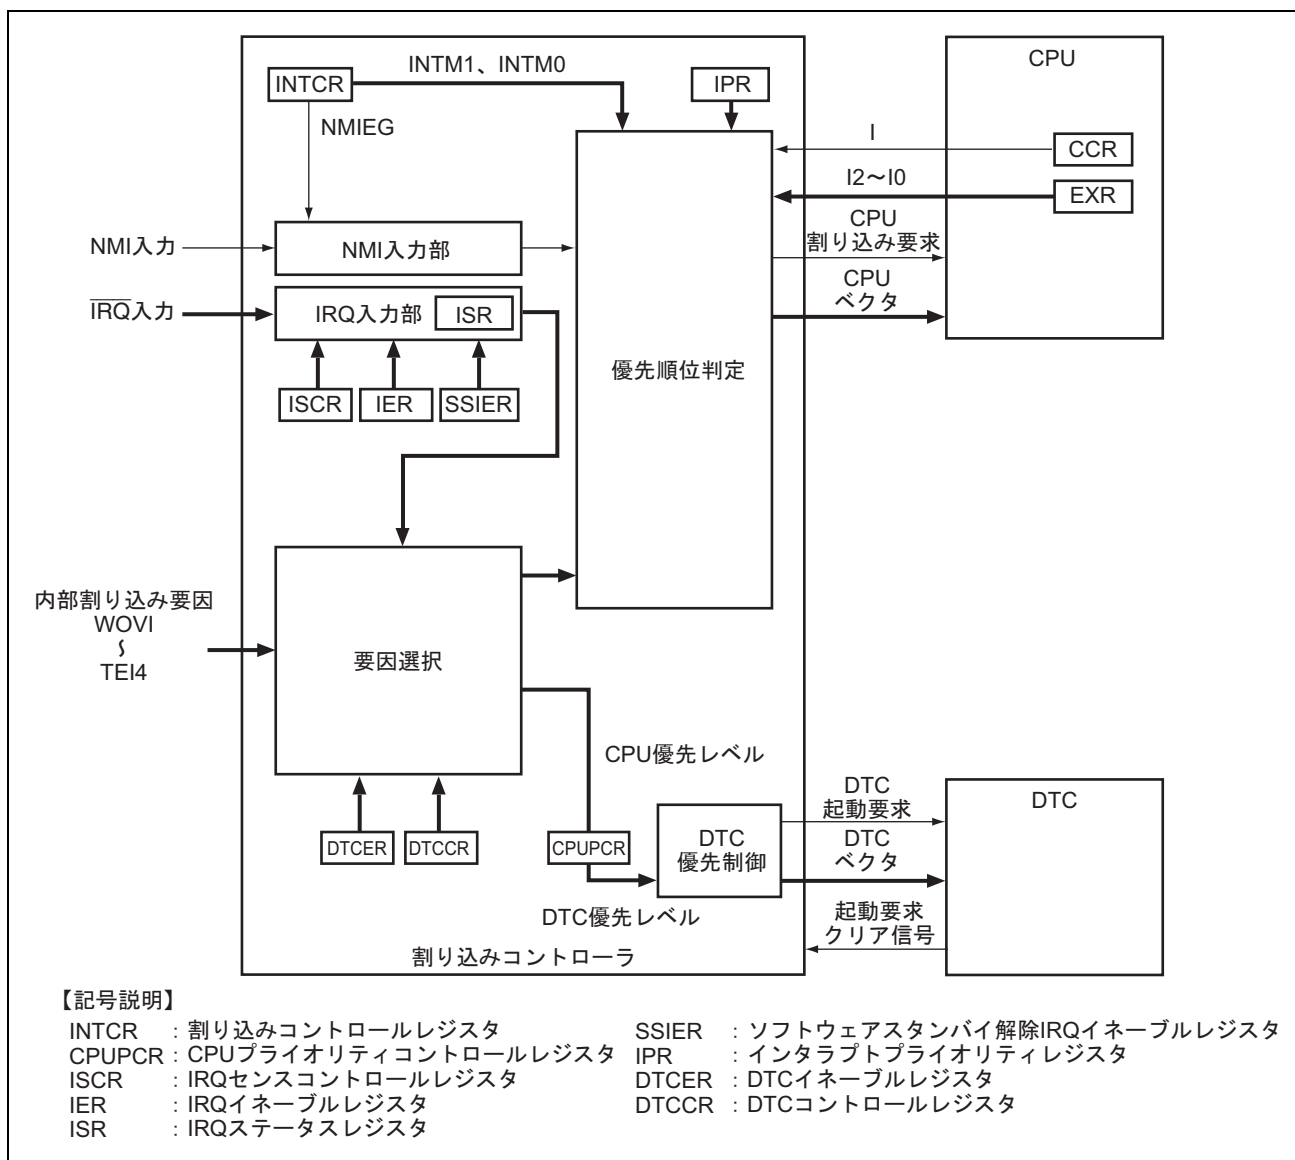 INTCR
INTM1、INTM0
NMIEG
IPR
CPU
I
CCR
I2～I0
EXR
CPU
割り込み要求
CPU
ベクタ
NMI入力
NMI入力部
IRQ入力
IRQ入力部
ISR
ISCR
IER
SSIER
優先順位判定
内部割り込み要因
WOVI
～
TEI4
要因選択
CPU優先レベル
DTCER
DTCCR
CPUPCR
DTC
優先制御
DTC優先レベル
DTC
起動要求
DTC
ベクタ
起動要求
クリア信号
DTC
割り込みコントローラ
【記号説明】
INTCR : 割り込みコントロールレジスタ
CPUPCR : CPUプライオリティコントロールレジスタ
ISCR : IRQセンスコントロールレジスタ
IER : IRQイネーブルレジスタ
ISR : IRQステータスレジスタ
SSIER : ソフトウェアスタンバイ解除IRQイネーブルレジスタ
IPR : インタラプトプライオリティレジスタ
DTCER : DTCイネーブルレジスタ
DTCCR : DTCコントロールレジスタ